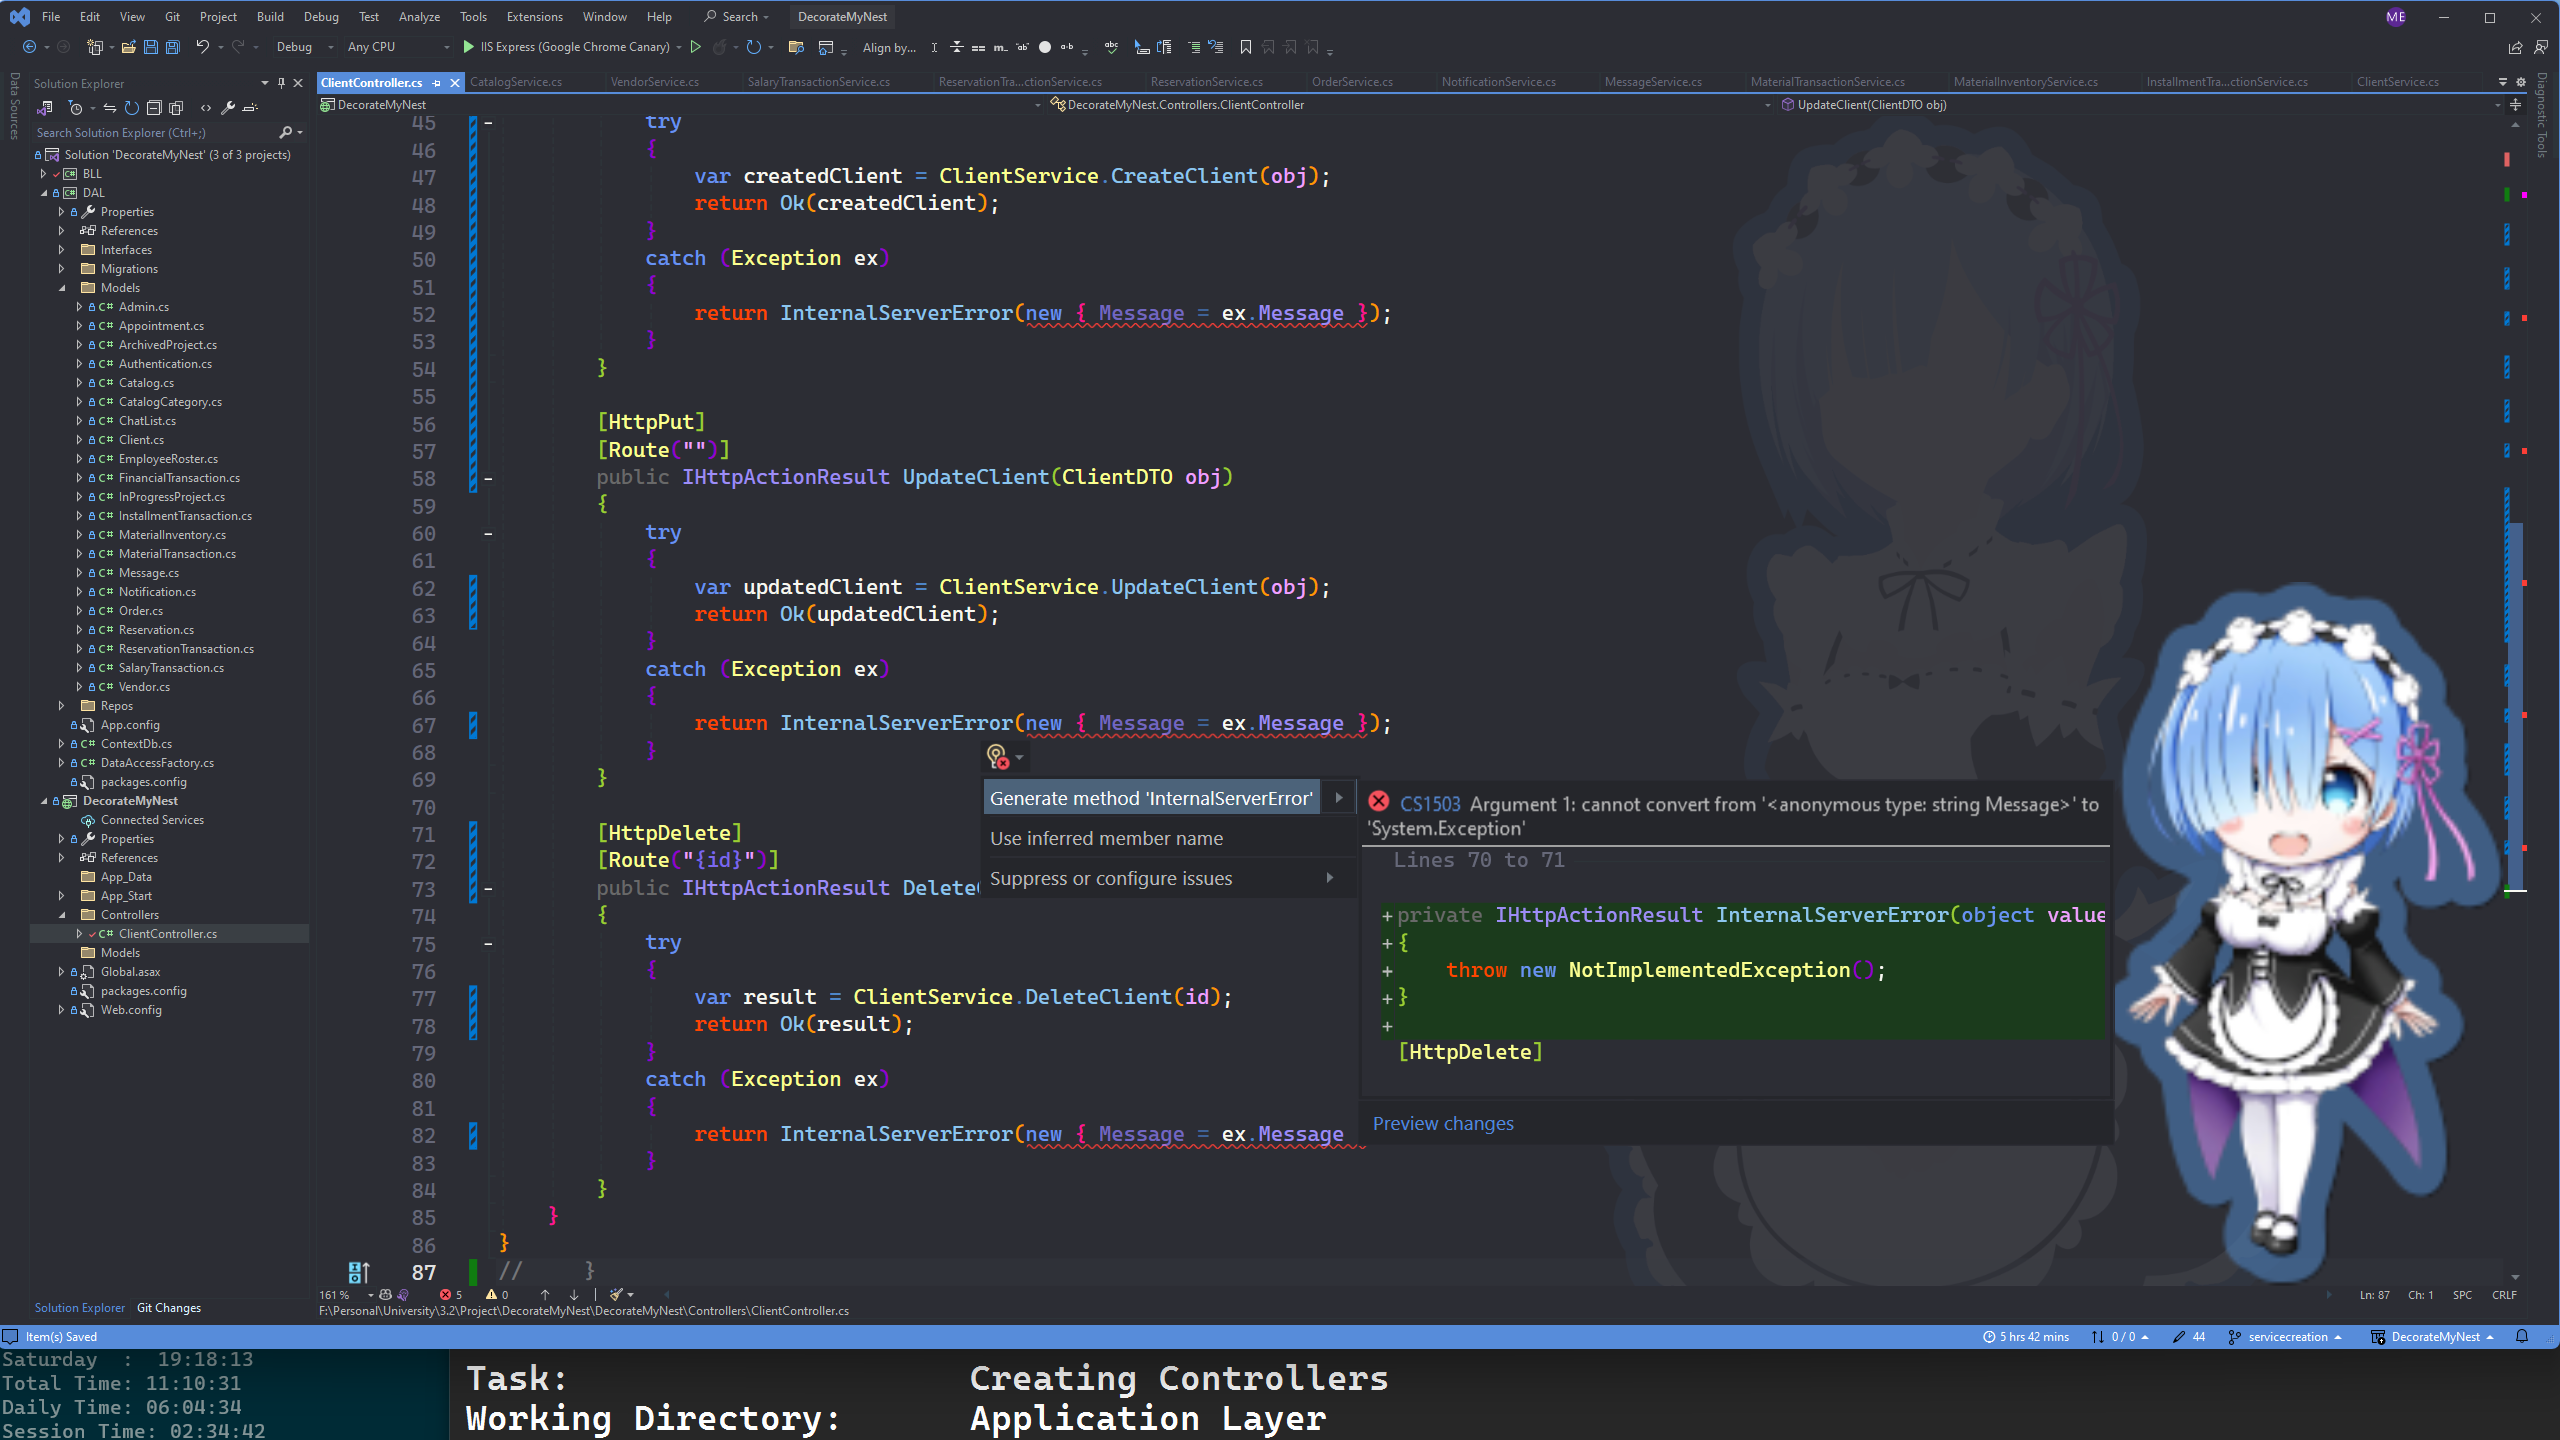 File Edit View Git Project Build Debug Test Analyze Tools Extensions Window Help Search DecorateMyNest ME
Debug Any CPU IIS Express (Google Chrome Canary) Align by...
Data Sources
Solution Explorer
Search Solution Explorer (Ctrl+;)
Solution 'DecorateMyNest' (3 of 3 projects)
C# BLL
C# DAL
Properties
References
Interfaces
Migrations
Models
C# Admin.cs
C# Appointment.cs
C# ArchivedProject.cs
C# Authentication.cs
C# Catalog.cs
C# CatalogCategory.cs
C# ChatList.cs
C# Client.cs
C# EmployeeRoster.cs
C# FinancialTransaction.cs
C# InProgressProject.cs
C# InstallmentTransaction.cs
C# MaterialInventory.cs
C# MaterialTransaction.cs
C# Message.cs
C# Notification.cs
C# Order.cs
C# Reservation.cs
C# ReservationTransaction.cs
C# SalaryTransaction.cs
C# Vendor.cs
Repos
App.config
C# ContextDb.cs
C# DataAccessFactory.cs
packages.config
DecorateMyNest
Connected Services
Properties
References
App_Data
App_Start
Controllers
C# ClientController.cs
Models
Global.asax
packages.config
Web.config
Solution Explorer Git Changes
ClientController.cs CatalogService.cs VendorService.cs SalaryTransactionService.cs ReservationTra...ctionService.cs ReservationService.cs OrderService.cs NotificationService.cs MessageService.cs MaterialTransactionService.cs MaterialInventoryService.cs InstallmentTra...ctionService.cs ClientService.cs
DecorateMyNest DecorateMyNest.Controllers.ClientController UpdateClient(ClientDTO obj)
Diagnostic Tools
45 try
46 {
47 var createdClient = ClientService.CreateClient(obj);
48 return Ok(createdClient);
49 }
50 catch (Exception ex)
51 {
52 return InternalServerError(new { Message = ex.Message });
53 }
54 }
55
56 [HttpPut]
57 [Route("")]
58 public IHttpActionResult UpdateClient(ClientDTO obj)
59 {
60 try
61 {
62 var updatedClient = ClientService.UpdateClient(obj);
63 return Ok(updatedClient);
64 }
65 catch (Exception ex)
66 {
67 return InternalServerError(new { Message = ex.Message });
68 }
69 }
70
71 [HttpDelete]
72 [Route("{id}")]
73 public IHttpActionResult Delete
74 {
75 try
76 {
77 var result = ClientService.DeleteClient(id);
78 return Ok(result);
79 }
80 catch (Exception ex)
81 {
82 return InternalServerError(new { Message = ex.Message
83 }
84 }
85 }
86 }
87 // }
Generate method 'InternalServerError'
Use inferred member name
Suppress or configure issues
CS1503 Argument 1: cannot convert from '<anonymous type: string Message>' to
'System.Exception'
Lines 70 to 71
+private IHttpActionResult InternalServerError(object value
+{
+ throw new NotImplementedException();
+}
+
[HttpDelete]
Preview changes
161 % 5 0 Ln: 87 Ch: 1 SPC CRLF
F:\Personal\University\3.2\Project\DecorateMyNest\DecorateMyNest\Controllers\ClientController.cs
Item(s) Saved 5 hrs 42 mins 0 / 0 44 servicecreation DecorateMyNest
Saturday : 19:18:13
Total Time: 11:10:31
Daily Time: 06:04:34
Session Time: 02:34:42
Task: Creating Controllers
Working Directory: Application Layer